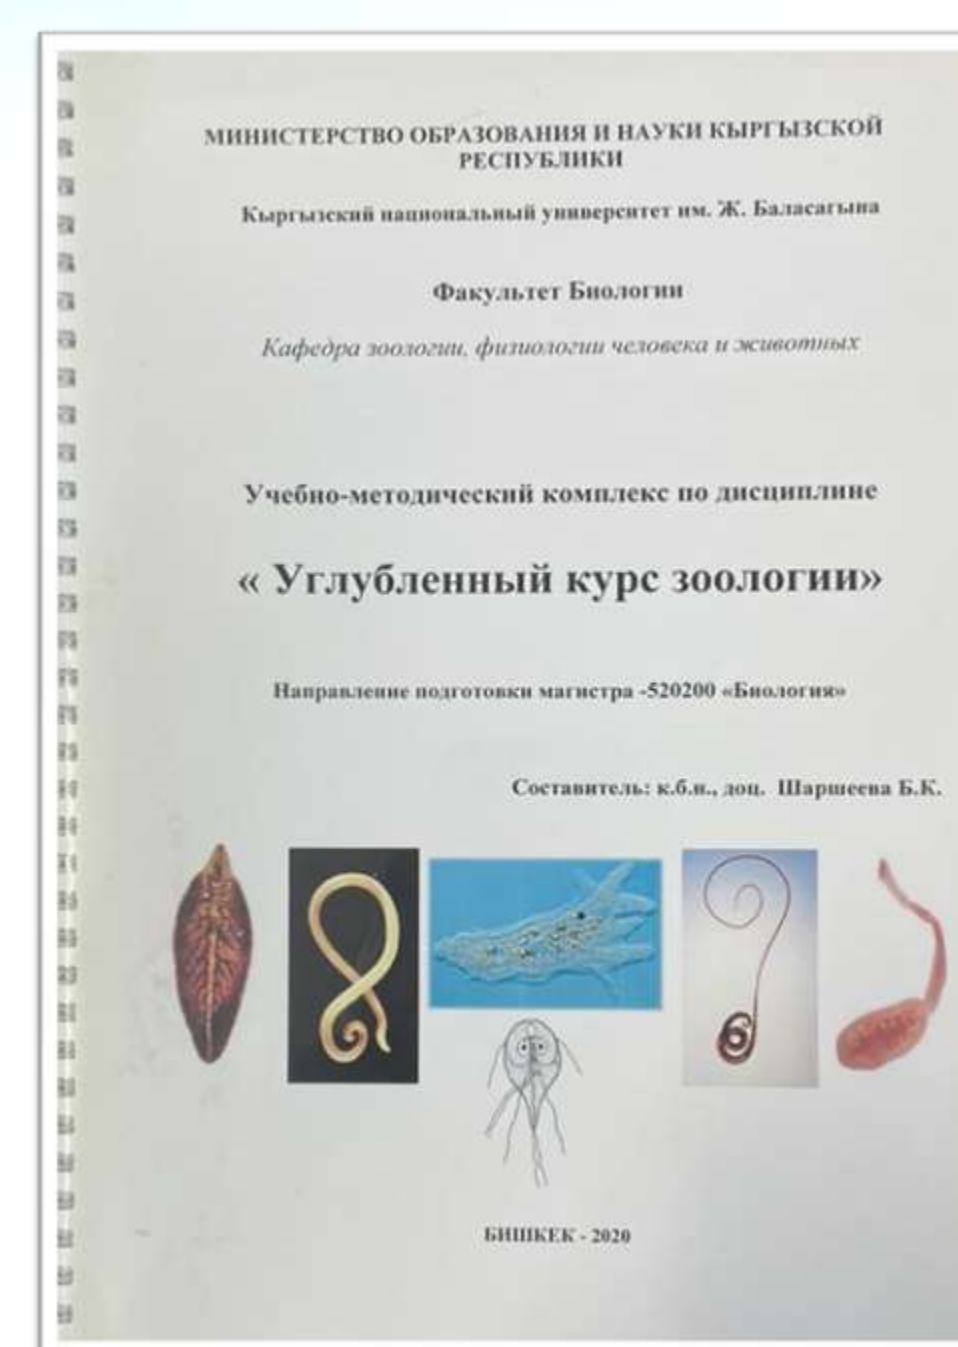 МИНИСТЕРСТВО ОБРАЗОВАНИЯ И НАУКИ КЫРГЫЗСКОЙ
РЕСПУБЛИКИ
Кыргызский национальный университет им. Ж. Баласагына
Факультет Биологии
Кафедра зоологии, физиологии человека и животных
Учебно-методический комплекс по дисциплине
« Углубленный курс зоологии»
Направление подготовки магистра -520200 «Биология»
Составитель: к.б.н., доц. Шаршеева Б.К.
БИШКЕК - 2020